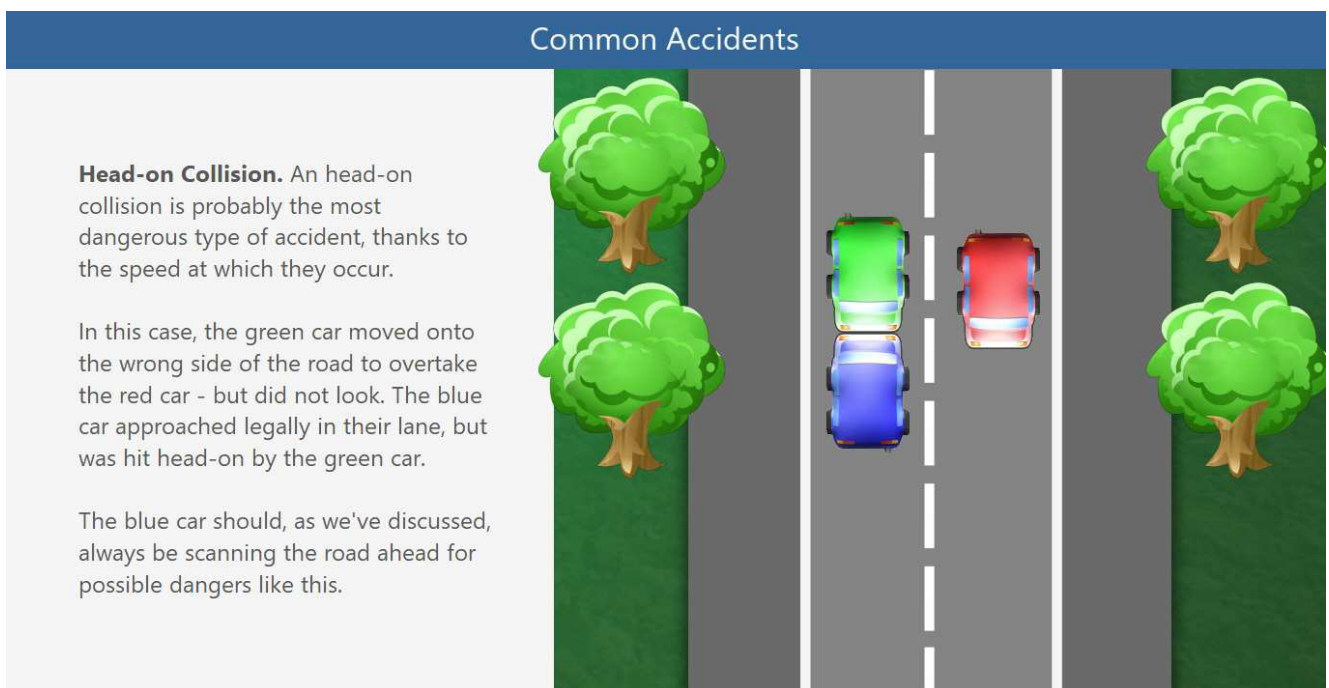 Common Accidents
Head-on Collision. An head-on
collision is probably the most
dangerous type of accident, thanks to
the speed at which they occur.
In this case, the green car moved onto
the wrong side of the road to overtake
the red car - but did not look. The blue
car approached legally in their lane, but
was hit head-on by the green car.
The blue car should, as we've discussed,
always be scanning the road ahead for
possible dangers like this.